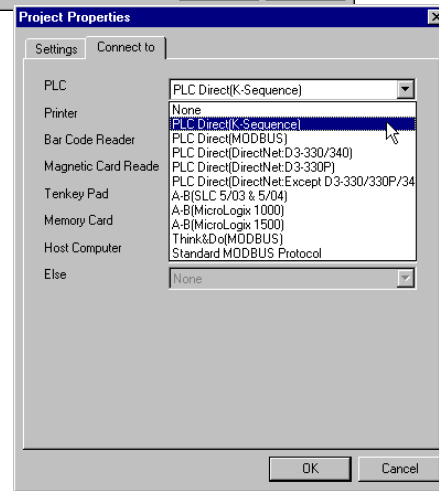 Project Properties
Settings
Connect to
PLC
PLC Direct(K-Sequence)
None
PLC Direct(K-Sequence)
PLC Direct(MODBUS)
PLC Direct(DirectNet:D3-330/340)
PLC Direct(DirectNet:D3-330P)
PLC Direct(DirectNet:Except D3-330/330P/34
A-B(SLC 5/03 & 5/04)
A-B(MicroLogix 1000)
A-B(MicroLogix 1500)
Think&Do(MODBUS)
Standard MODBUS Protocol
Printer
Bar Code Reader
Magnetic Card Reade
Tenkey Pad
Memory Card
Host Computer
Else
None
OK
Cancel